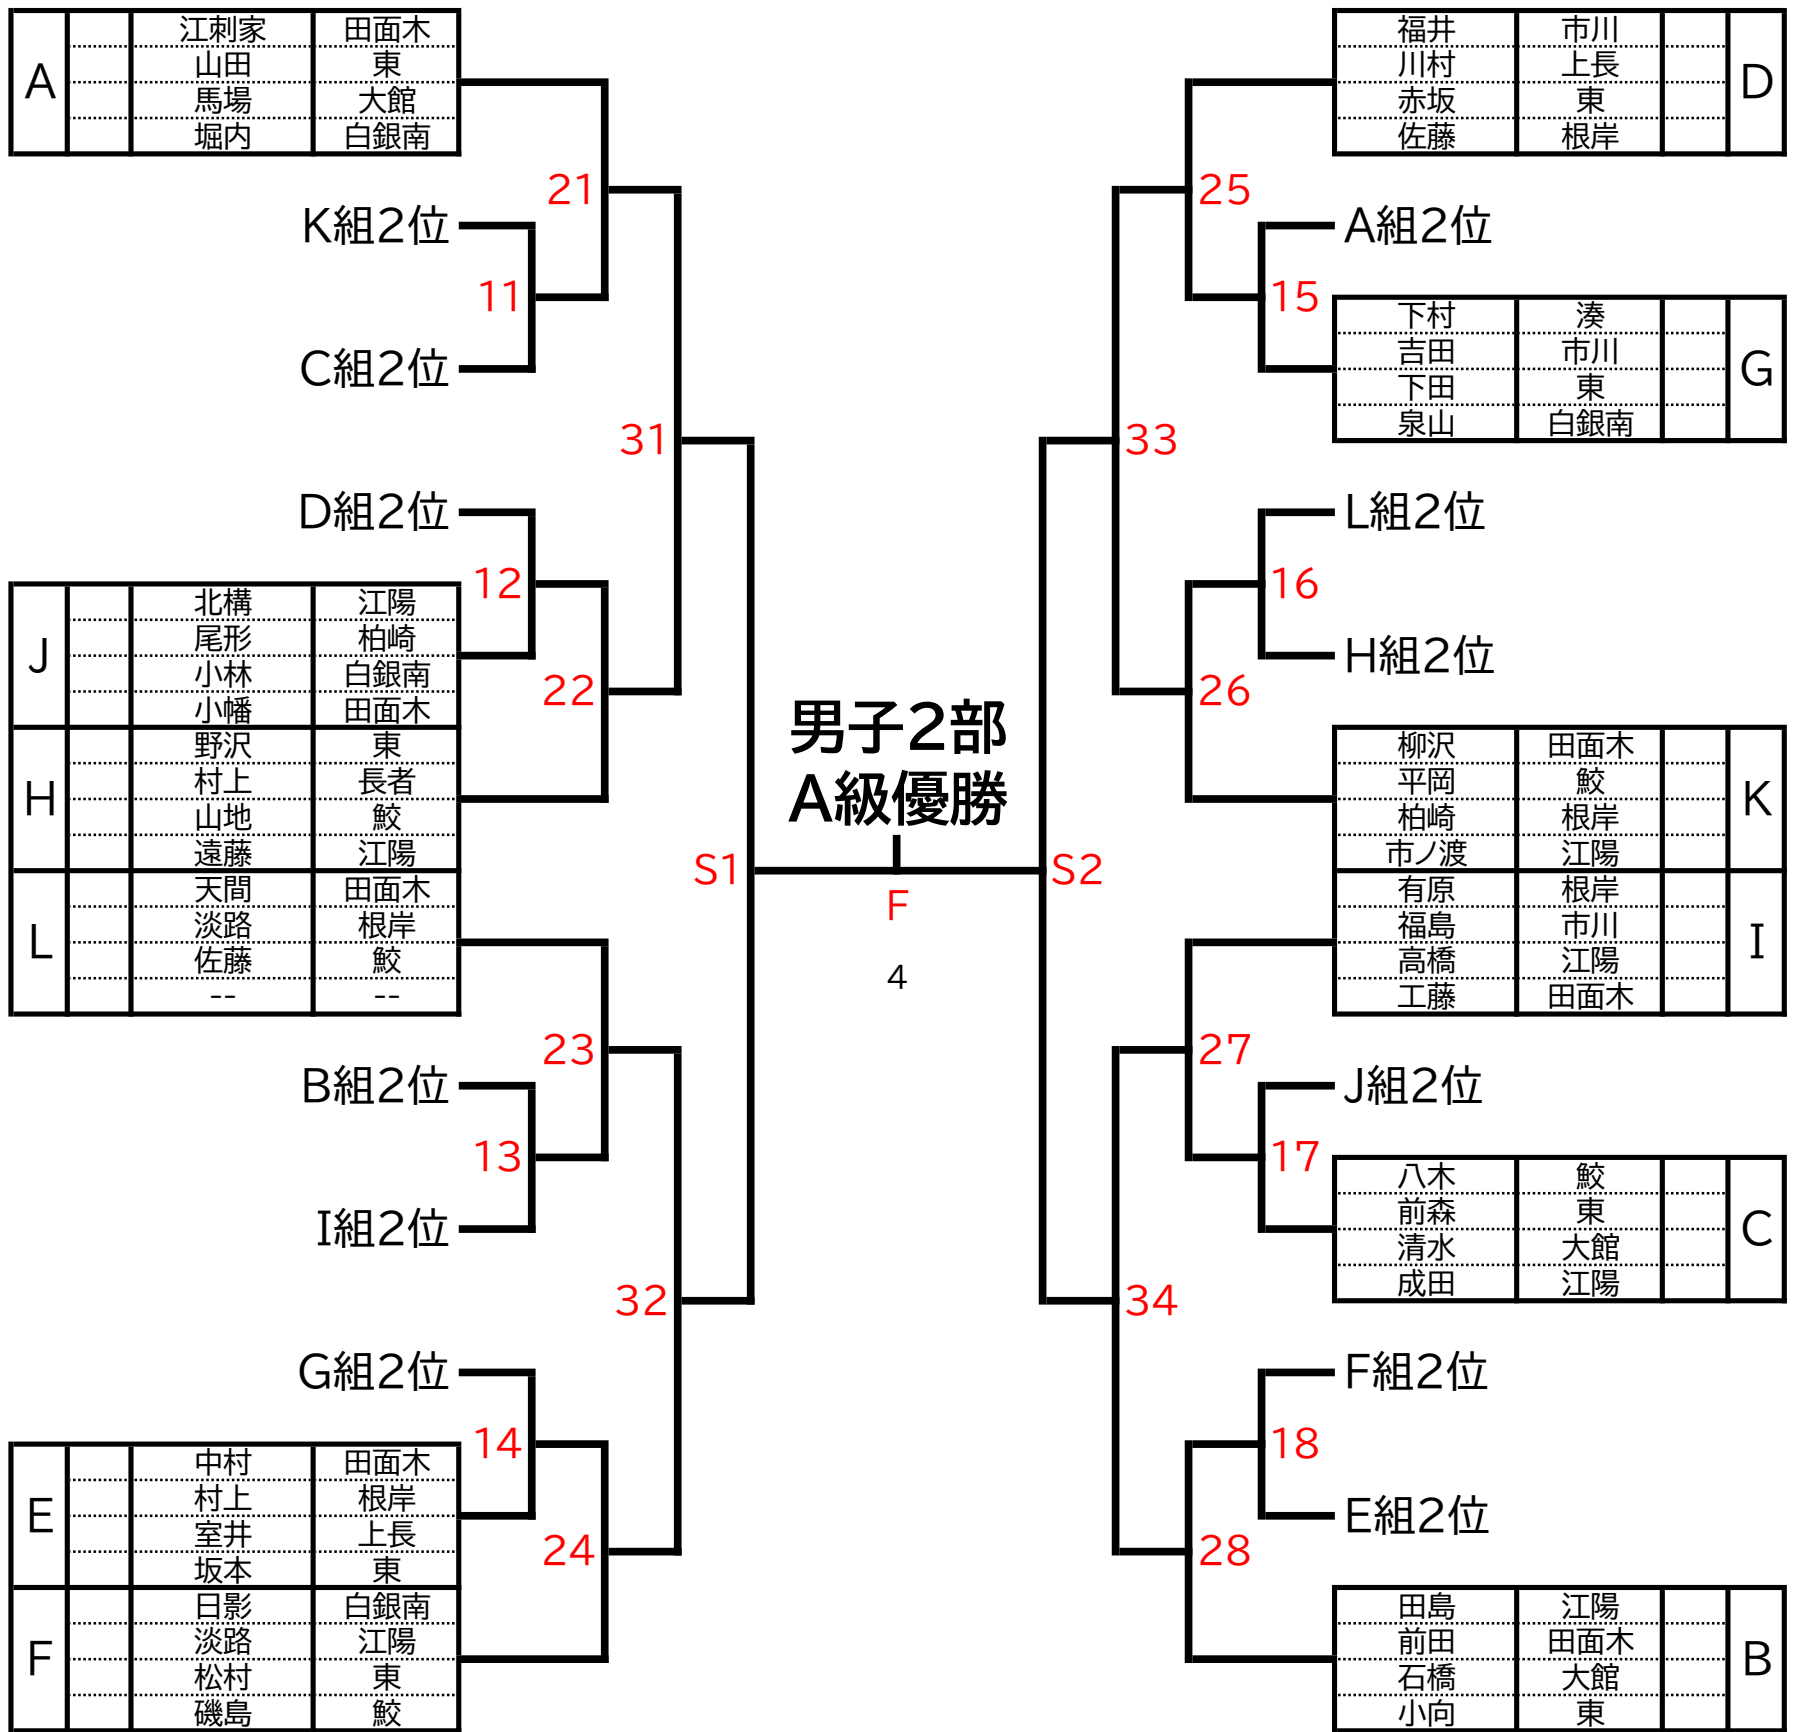 A
江刺家 田面木
山田 東
馬場 大館
堀内 白銀南
21
K組2位
11
C組2位
31
D組2位
12
J
北構 江陽
尾形 柏崎
小林 白銀南
小幡 田面木
22
H
野沢 東
村上 長者
山地 鮫
遠藤 江陽
L
天間 田面木
淡路 根岸
佐藤 鮫
-- --
23
B組2位
13
I組2位
32
G組2位
14
E
中村 田面木
村上 根岸
室井 上長
坂本 東
24
F
日影 白銀南
淡路 江陽
松村 東
磯島 鮫
男子2部
A級優勝
S1
S2
F
4
福井 市川
川村 上長
赤坂 東
佐藤 根岸
D
25
A組2位
15
下村 湊
吉田 市川
下田 東
泉山 白銀南
G
33
L組2位
16
H組2位
26
柳沢 田面木
平岡 鮫
柏崎 根岸
市ノ渡 江陽
K
有原 根岸
福島 市川
高橋 江陽
工藤 田面木
I
27
J組2位
17
八木 鮫
前森 東
清水 大館
成田 江陽
C
34
F組2位
18
E組2位
28
田島 江陽
前田 田面木
石橋 大館
小向 東
B